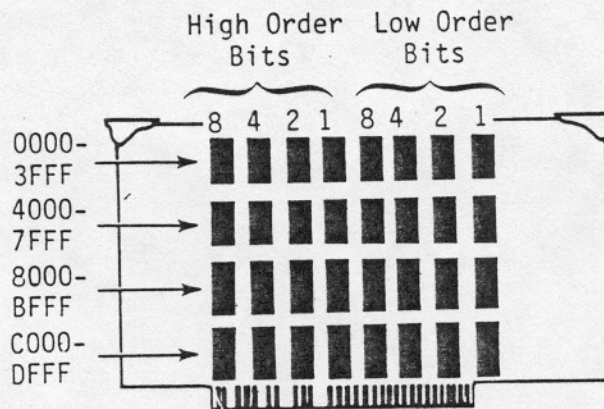 High Order Low Order
Bits Bits
8 4 2 1 8 4 2 1
0000-
3FFF
4000-
7FFF
8000-
BFFF
C000-
DFFF